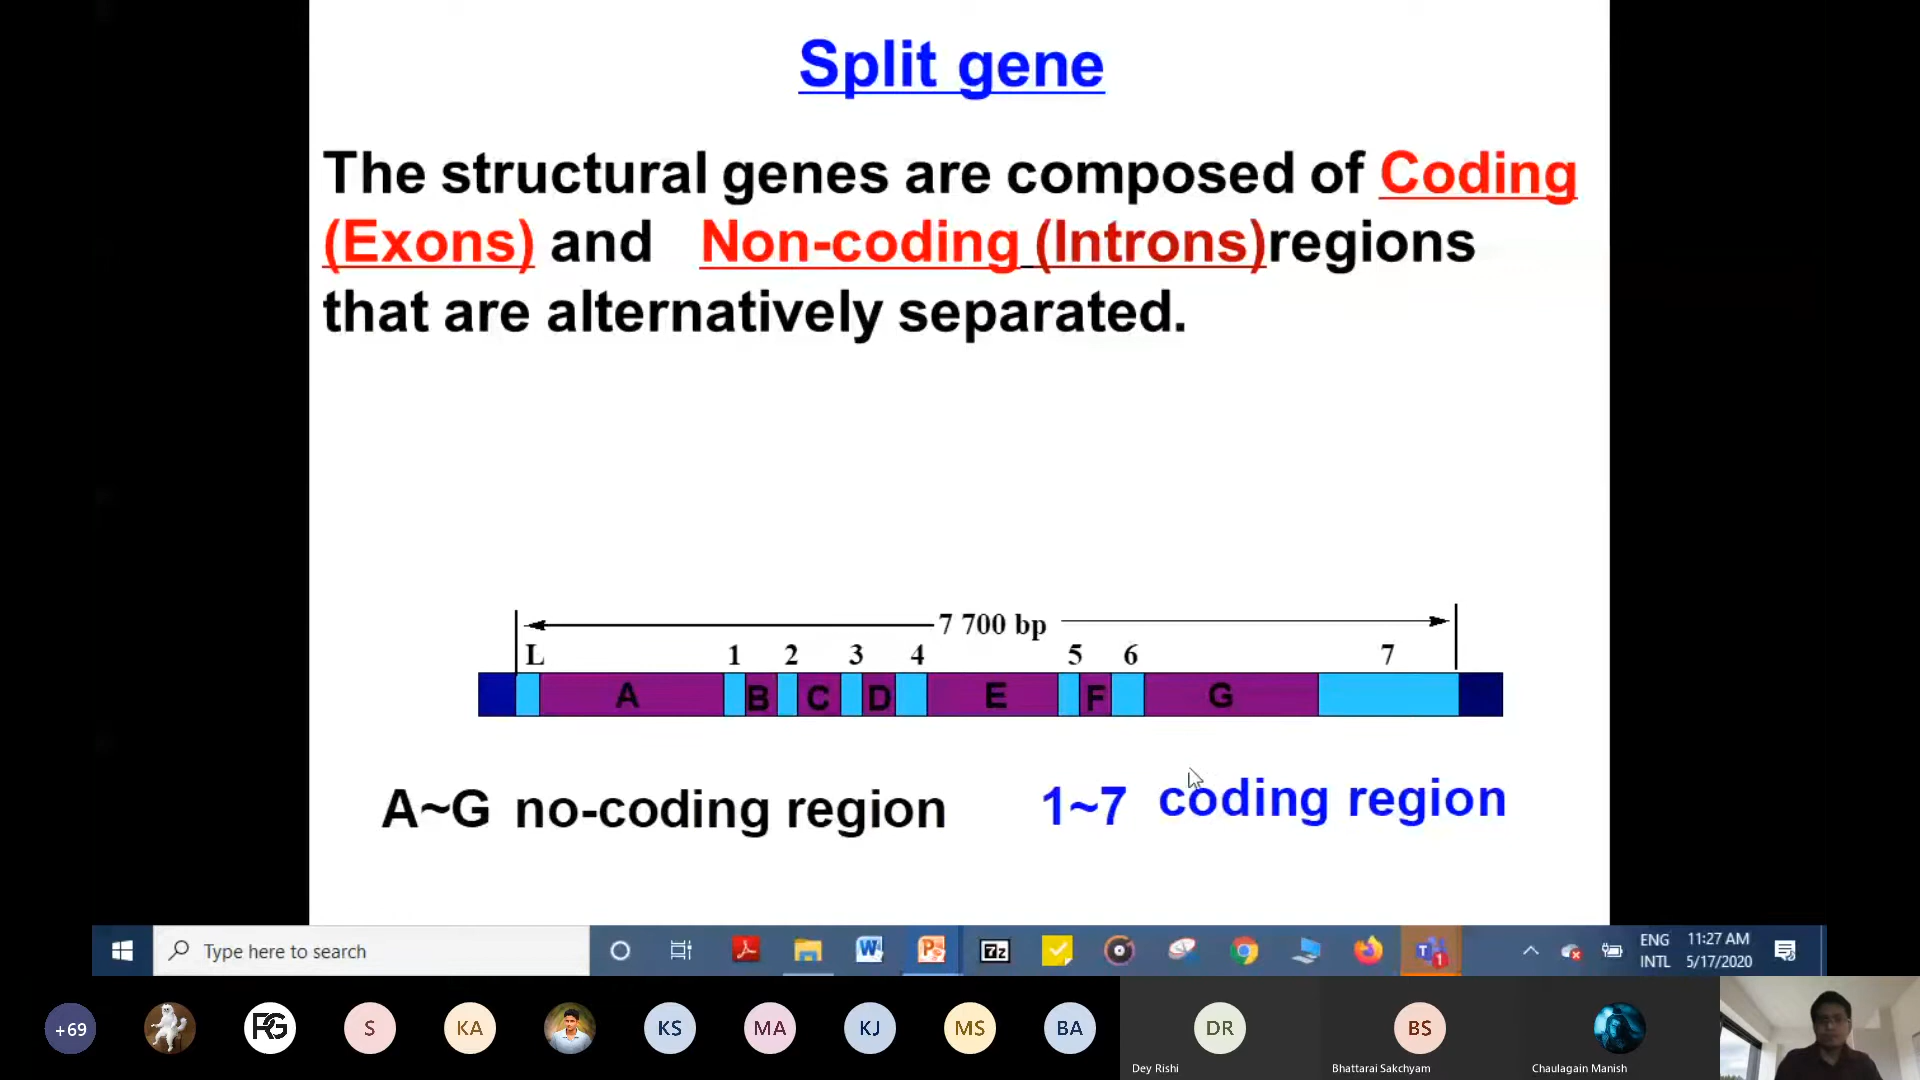 Split gene
The structural genes are composed of Coding
(Exons) and Non-coding (Introns)regions
that are alternatively separated.
7 700 bp
L 1 2 3 4 5 6 7
A B C D E F G
A~G no-coding region 1~7 coding region
Type here to search
ENG 11:27 AM
INTL 5/17/2020
+69 RG S KA KS MA KJ MS BA DR BS
Dey Rishi Bhattarai Sakchyam Chaulagain Manish